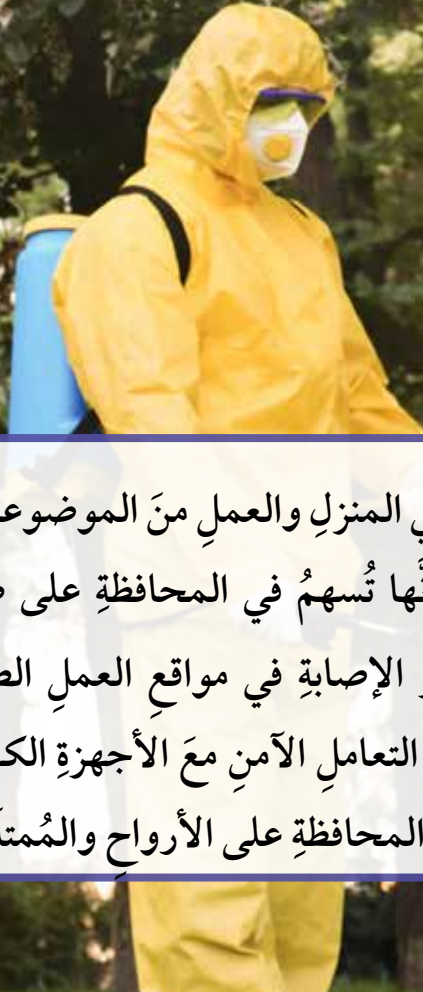 المنزلِ والعملِ منَ
تُسهمُ في المحافظةِ على
الإصابةِ في مواقعِ العملِ
التعاملِ الآمنِ معَ الأجهزةِ
المحافظةِ على الأرواحِ